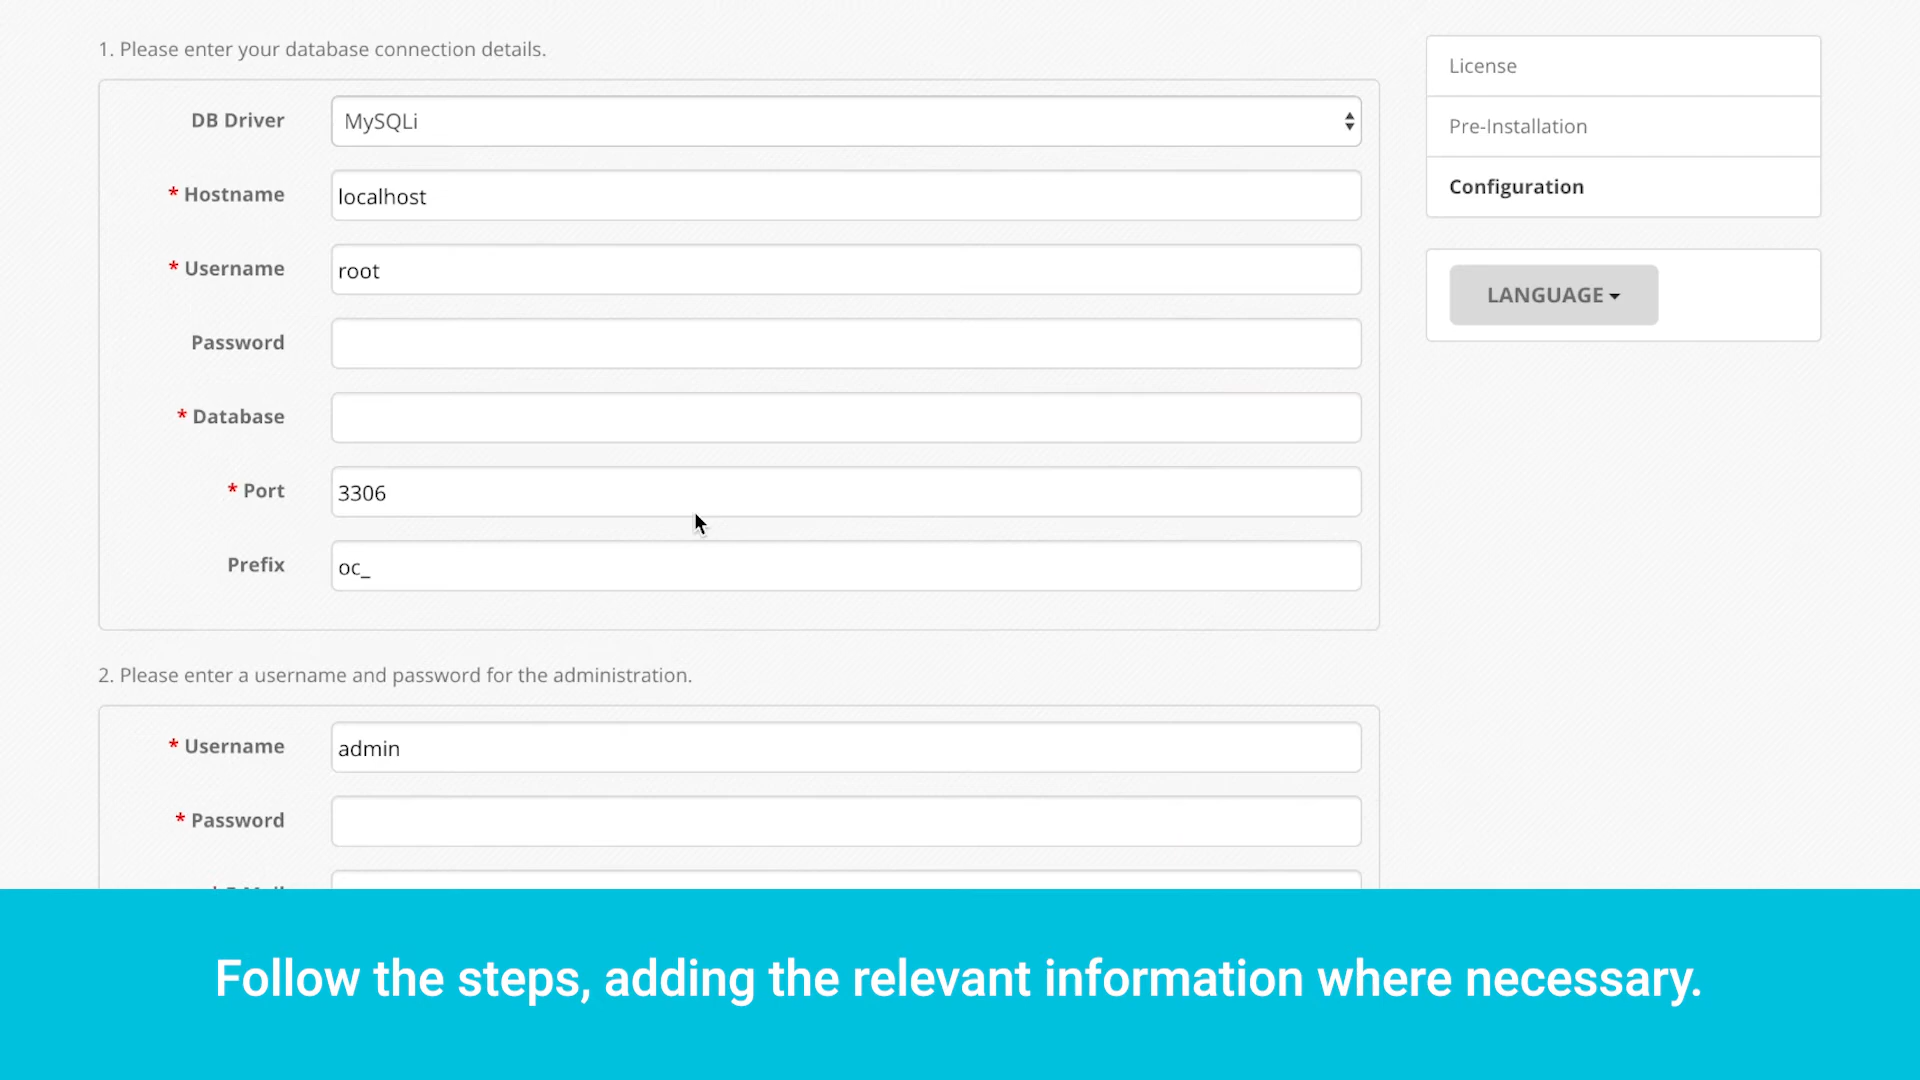 1. Please enter your database connection details.
DB Driver
MySQLi
* Hostname
localhost
* Username
root
Password
* Database
* Port
3306
Prefix
oc_
2. Please enter a username and password for the administration.
* Username
admin
* Password
License
Pre-Installation
Configuration
LANGUAGE
Follow the steps, adding the relevant information where necessary.